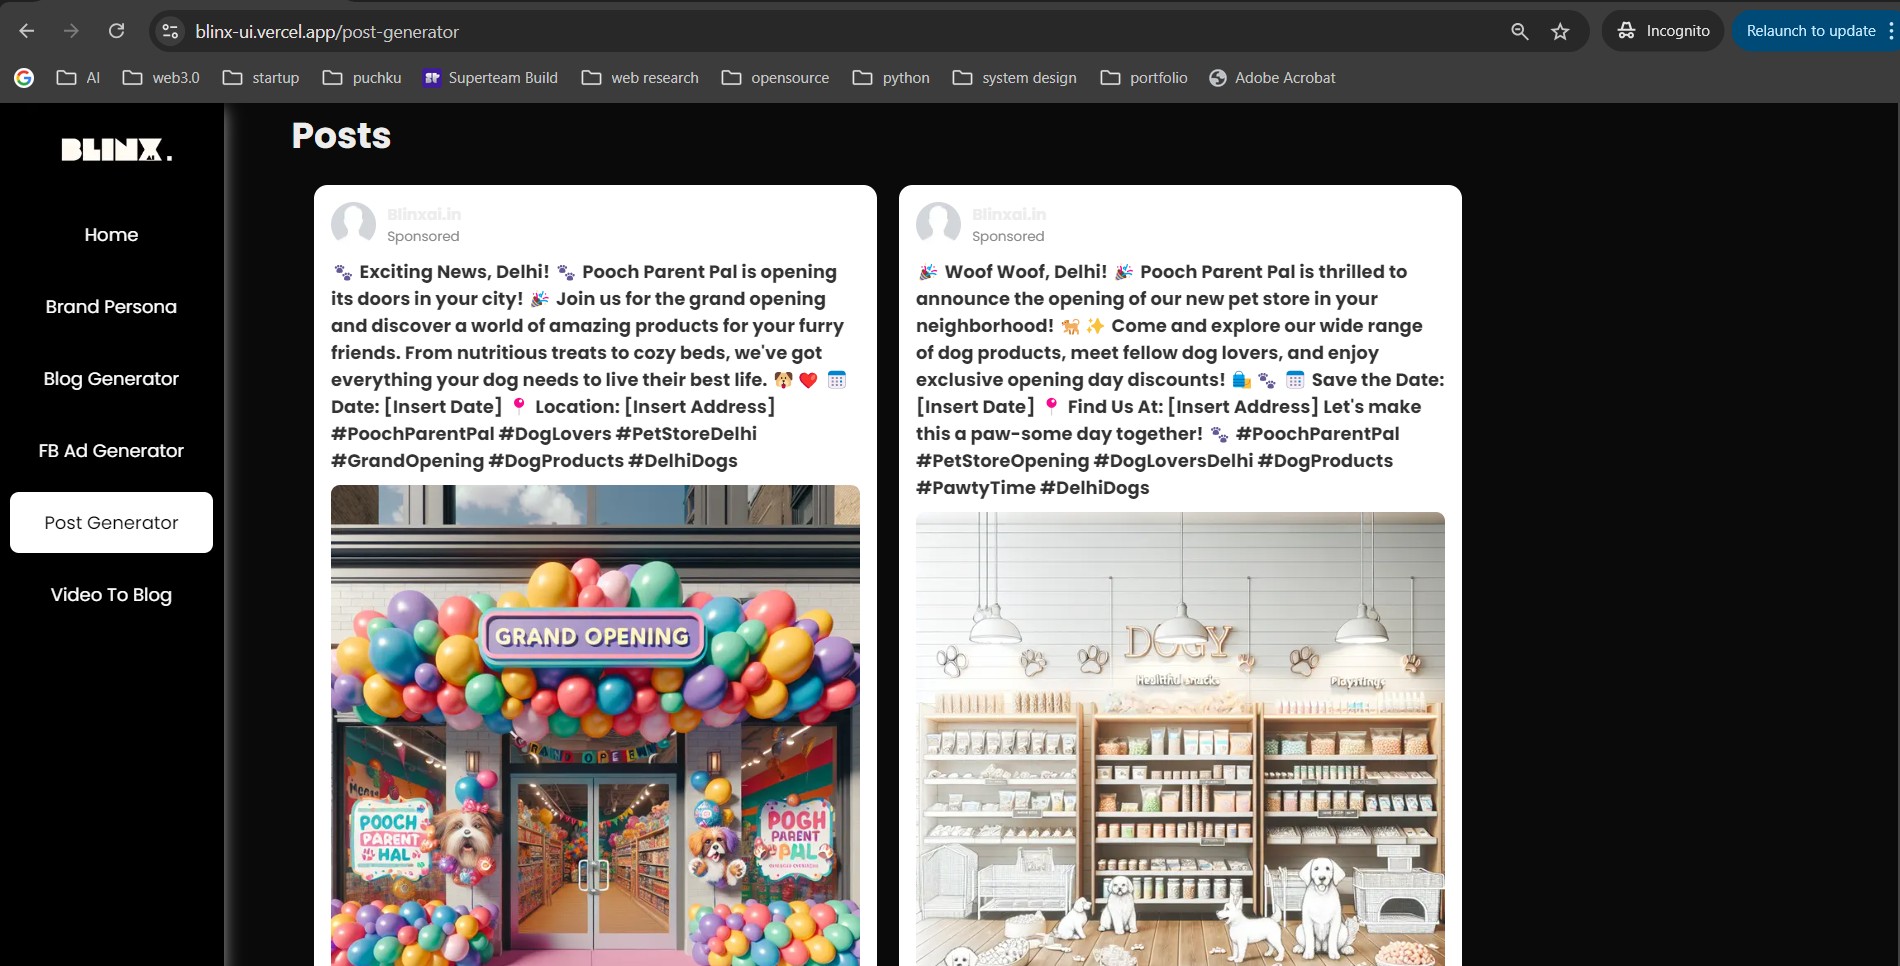 blinx-ui.vercel.app/post-generator
Incognito
Relaunch to update
AI
web3.0
startup
puchku
Superteam Build
web research
opensource
python
system design
portfolio
Adobe Acrobat
BLINX.
AI
Home
Brand Persona
Blog Generator
FB Ad Generator
Post Generator
Video To Blog
Posts
Blinxai.in
Sponsored
🐾 Exciting News, Delhi! 🐾 Pooch Parent Pal is opening
its doors in your city! 🎉 Join us for the grand opening
and discover a world of amazing products for your furry
friends. From nutritious treats to cozy beds, we've got
everything your dog needs to live their best life. 🐶 ❤️ 📅
Date: [Insert Date] 📍 Location: [Insert Address]
#PoochParentPal #DogLovers #PetStoreDelhi
#GrandOpening #DogProducts #DelhiDogs
GRAND OPENING
POOCH
PARENT
HAL
POGH
PARENT
PHL
Blinxai.in
Sponsored
🎉 Woof Woof, Delhi! 🎉 Pooch Parent Pal is thrilled to
announce the opening of our new pet store in your
neighborhood! 🐕 ✨ Come and explore our wide range
of dog products, meet fellow dog lovers, and enjoy
exclusive opening day discounts! 🛍️ 🐾 📅 Save the Date:
[Insert Date] 📍 Find Us At: [Insert Address] Let's make
this a paw-some day together! 🐾 #PoochParentPal
#PetStoreOpening #DogLoversDelhi #DogProducts
#PawtyTime #DelhiDogs
DOGY